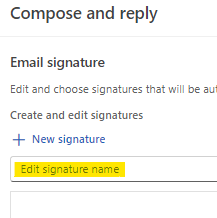 Compose and reply
Email signature
Edit and choose signatures that will be
Create and edit signatures
New signature
Edit signature name